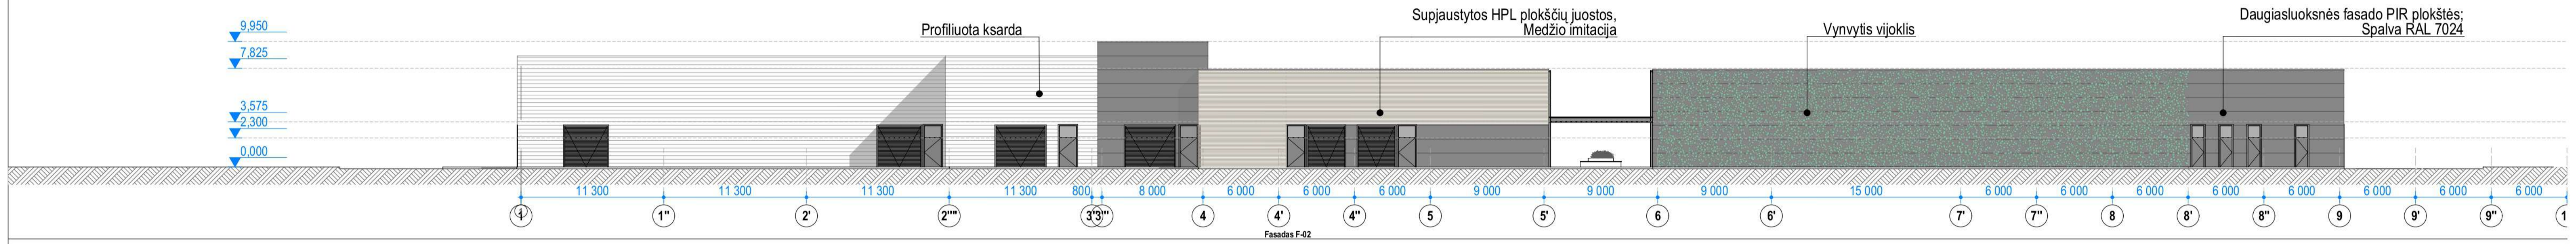 9,950
7,825
3,575
2,300
0,000
Profiliuota ksarda
Supjaustytos HPL plokščių juostos,
Medžio imitacija
Vynvytis vijoklis
Daugiasluoksnės fasado PIR plokštės;
Spalva RAL 7024
11 300 11 300 11 300 11 300 800 8 000 6 000 6 000 6 000 9 000 9 000 9 000 15 000 6 000 6 000 6 000 6 000 6 000 6 000 6 000 6 000
1 1" 2' 2"" 3" 3"' 4 4' 4" 5 5' 6 6' 7' 7" 8 8' 8" 9 9' 9" 1
Fasadas F-02